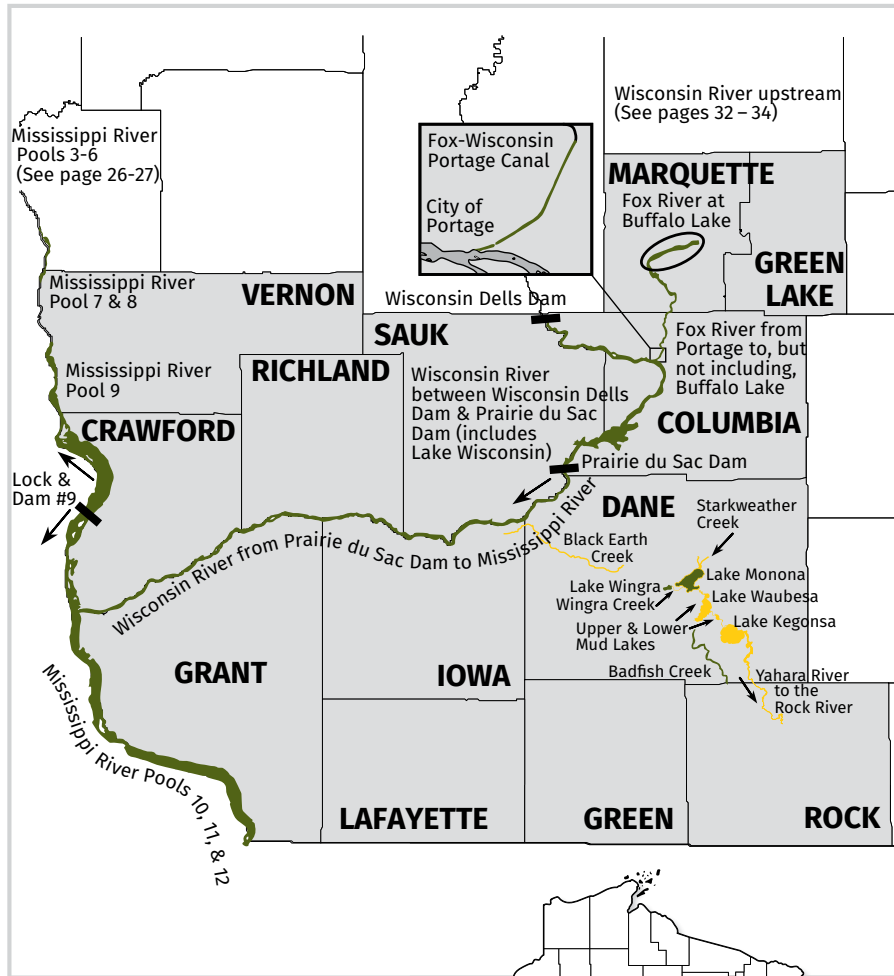 Wisconsin River upstream
(See pages 32 – 34)
Mississippi River
Pools 3-6
(See page 26-27)
Fox-Wisconsin
Portage Canal
City of
Portage
MARQUETTE
Fox River at
Buffalo Lake
GREEN
LAKE
Mississippi River
Pool 7 & 8
VERNON
Wisconsin Dells Dam
SAUK
Fox River from
Portage to, but
not including,
Buffalo Lake
Mississippi River
Pool 9
RICHLAND
Wisconsin River
between Wisconsin Dells
Dam & Prairie du Sac
Dam (includes
Lake Wisconsin)
COLUMBIA
CRAWFORD
Prairie du Sac Dam
Lock &
Dam #9
DANE
Starkweather
Creek
Wisconsin River from Prairie du Sac Dam to Mississippi River
Black Earth
Creek
Lake Monona
Lake Wingra
Wingra Creek
Lake Waubesa
Lake Kegonsa
Upper & Lower
Mud Lakes
Badfish Creek
Yahara River
to the
Rock River
GRANT
IOWA
Mississippi River Pools 10, 11, & 12
LAFAYETTE
GREEN
ROCK